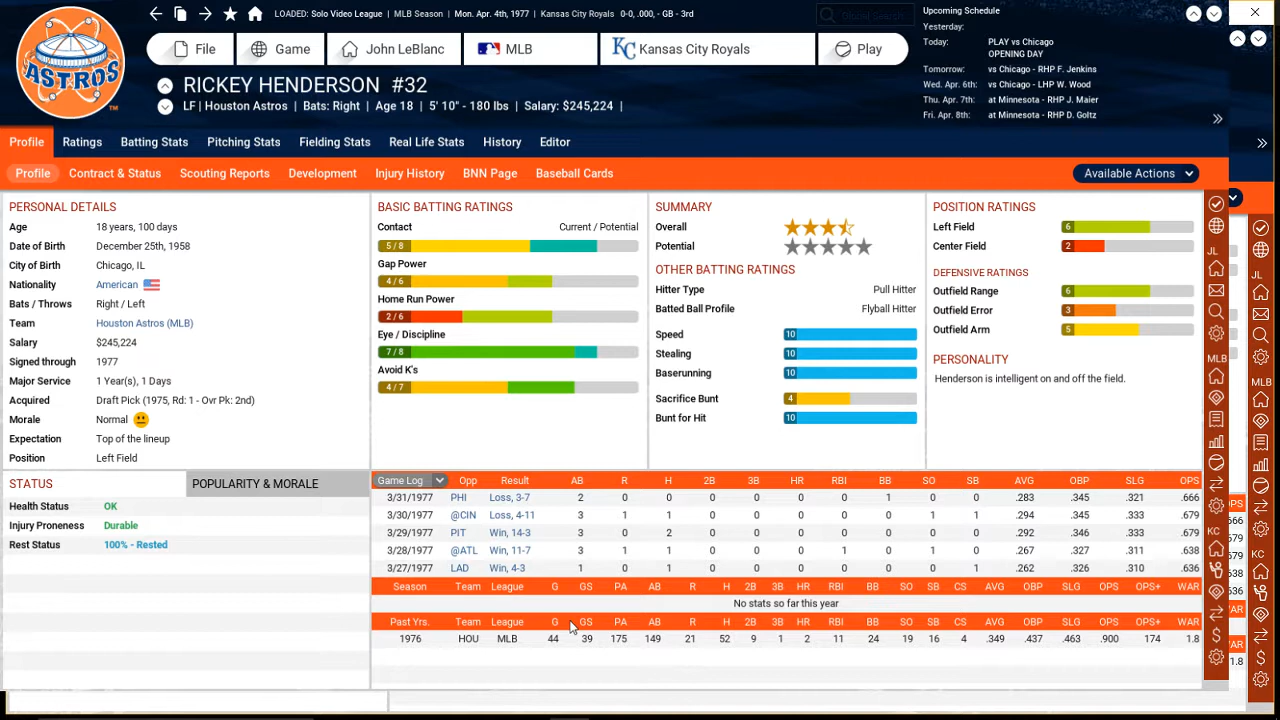 LOADED: Solo Video League | MLB Season | Mon. Apr. 4th, 1977 | Kansas City Royals 0-0, .000, - GB - 3rd
File Game John LeBlanc MLB KC Kansas City Royals Play
Upcoming Schedule
Yesterday:
Today: PLAY vs Chicago
OPENING DAY
Tomorrow: vs Chicago - RHP F. Jenkins
Wed. Apr. 6th: vs Chicago - LHP W. Wood
Thu. Apr. 7th: at Minnesota - RHP J. Maier
Fri. Apr. 8th: at Minnesota - RHP D. Goltz
ASTROS
RICKEY HENDERSON #32
LF | Houston Astros | Bats: Right | Age 18 | 5' 10" - 180 lbs | Salary: $245,224 |
Profile Ratings Batting Stats Pitching Stats Fielding Stats Real Life Stats History Editor
Profile Contract & Status Scouting Reports Development Injury History BNN Page Baseball Cards Available Actions
PERSONAL DETAILS
Age 18 years, 100 days
Date of Birth December 25th, 1958
City of Birth Chicago, IL
Nationality American
Bats / Throws Right / Left
Team Houston Astros (MLB)
Salary $245,224
Signed through 1977
Major Service 1 Year(s), 1 Days
Acquired Draft Pick (1975, Rd: 1 - Ovr Pk: 2nd)
Morale Normal
Expectation Top of the lineup
Position Left Field
BASIC BATTING RATINGS
Contact Current / Potential
5 / 8
Gap Power
4 / 6
Home Run Power
2 / 6
Eye / Discipline
7 / 8
Avoid K's
4 / 7
SUMMARY
Overall
Potential
OTHER BATTING RATINGS
Hitter Type Pull Hitter
Batted Ball Profile Flyball Hitter
Speed 10
Stealing 10
Baserunning 10
Sacrifice Bunt 4
Bunt for Hit 10
POSITION RATINGS
Left Field 6
Center Field 2
DEFENSIVE RATINGS
Outfield Range 6
Outfield Error 3
Outfield Arm 5
PERSONALITY
Henderson is intelligent on and off the field.
STATUS POPULARITY & MORALE
Health Status OK
Injury Proneness Durable
Rest Status 100% - Rested
Game Log Opp Result AB R H 2B 3B HR RBI BB SO SB AVG OBP SLG OPS
3/31/1977 PHI Loss, 3-7 2 0 0 0 0 0 0 1 0 0 .283 .345 .321 .666
3/30/1977 @CIN Loss, 4-11 3 1 1 0 0 0 0 0 1 1 .294 .345 .333 .679
3/29/1977 PIT Win, 14-3 3 0 2 0 0 0 0 0 0 0 .292 .346 .333 .679
3/28/1977 @ATL Win, 11-7 3 1 1 0 0 0 1 0 1 0 .267 .327 .311 .638
3/27/1977 LAD Win, 4-3 1 0 1 0 0 0 0 0 0 1 .262 .326 .310 .636
Season Team League G GS PA AB R H 2B 3B HR RBI BB SO SB CS AVG OBP SLG OPS OPS+ WAR
No stats so far this year
Past Yrs. Team League G GS PA AB R H 2B 3B HR RBI BB SO SB CS AVG OBP SLG OPS OPS+ WAR
1976 HOU MLB 44 39 175 149 21 52 9 1 2 11 24 19 16 4 .349 .437 .463 .900 174 1.8
JL
MLB
KC
JL
MLB
KC